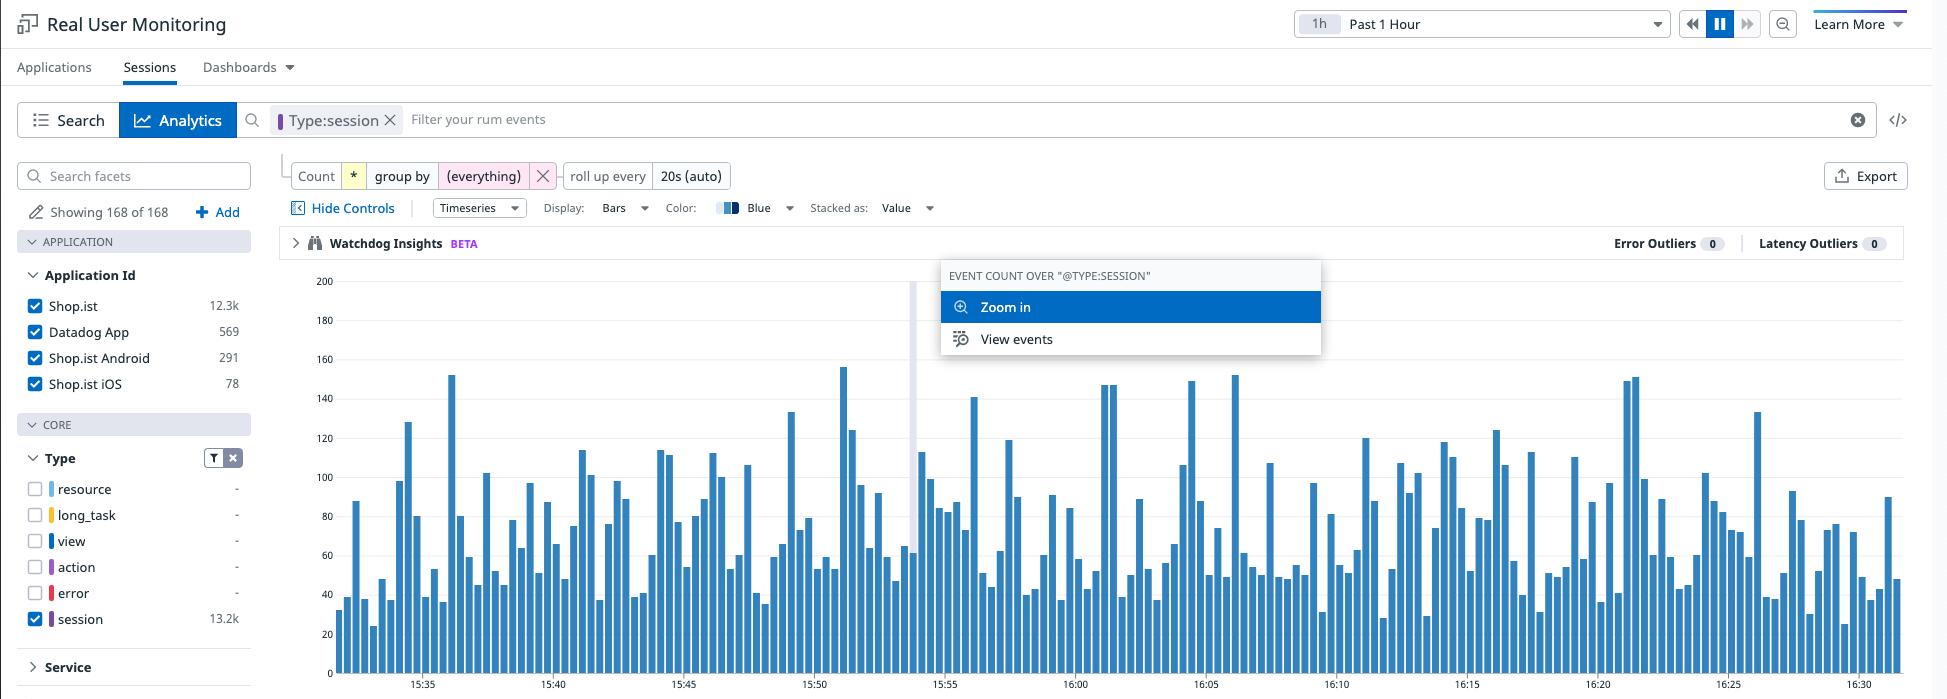 Real User Monitoring
1h Past 1 Hour
Learn More
Applications Sessions Dashboards
Search Analytics Type:session Filter your rum events </>
Search facets
Count * group by (everything) roll up every 20s (auto)
Export
Showing 168 of 168 Add
Hide Controls Timeseries Display: Bars Color: Blue Stacked as: Value
APPLICATION
Watchdog Insights BETA Error Outliers 0 Latency Outliers 0
Application Id
Shop.ist 12.3k
Datadog App 569
Shop.ist Android 291
Shop.ist iOS 78
CORE
Type
resource -
long_task -
view -
action -
error -
session 13.2k
Service
EVENT COUNT OVER "@TYPE:SESSION"
Zoom in
View events
200
180
160
140
120
100
80
60
40
20
0
15:35 15:40 15:45 15:50 15:55 16:00 16:05 16:10 16:15 16:20 16:25 16:30